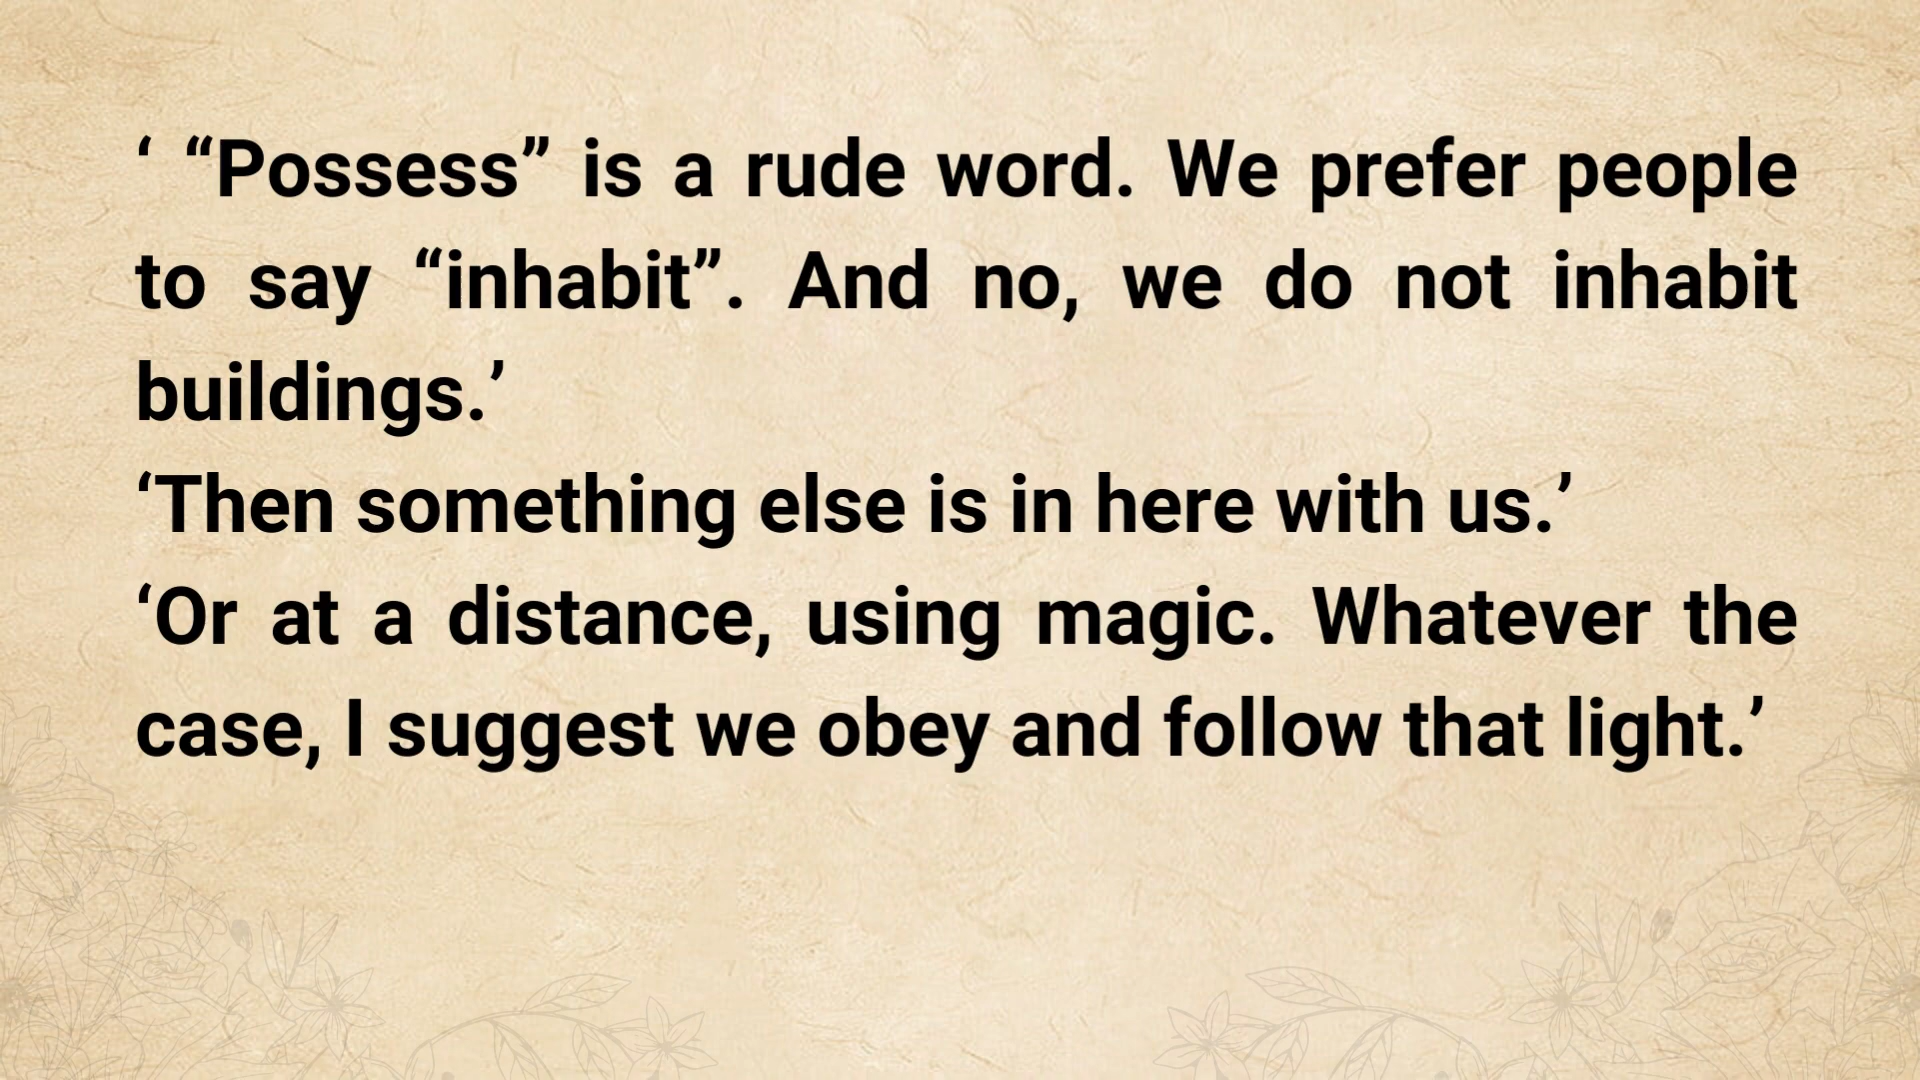 ‘ “Possess” is a rude word. We prefer people
to say “inhabit”. And no, we do not inhabit
buildings.’
‘Then something else is in here with us.’
‘Or at a distance, using magic. Whatever the
case, I suggest we obey and follow that light.’